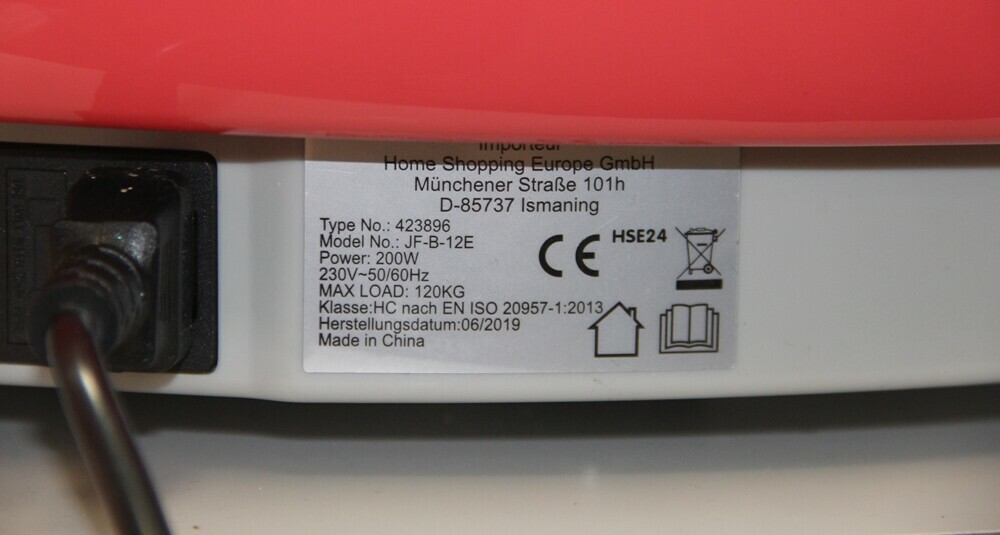 Importeur
Home Shopping Europe GmbH
Münchener Straße 101h
D-85737 Ismaning
Type No.: 423896
Model No.: JF-B-12E
Power: 200W
230V~50/60Hz
MAX LOAD: 120KG
Klasse:HC nach EN ISO 20957-1:2013
Herstellungsdatum:06/2019
Made in China
CE HSE24